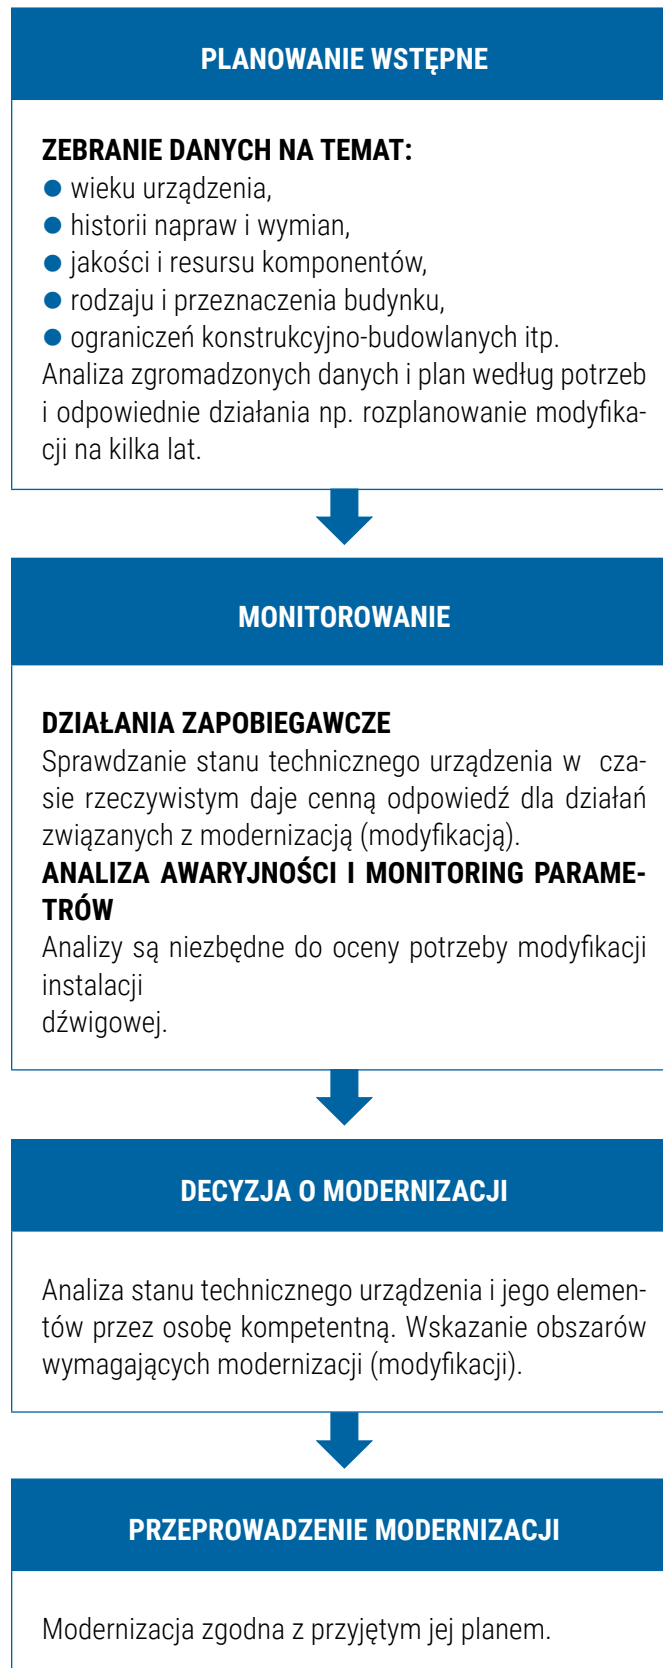 PLANOWANIE WSTĘPNE
ZEBRANIE DANYCH NA TEMAT:
● wieku urządzenia,
● historii napraw i wymian,
● jakości i resursu komponentów,
● rodzaju i przeznaczenia budynku,
● ograniczeń konstrukcyjno-budowlanych itp.
Analiza zgromadzonych danych i plan według potrzeb
i odpowiednie działania np. rozplanowanie modyfika-
cji na kilka lat.
MONITOROWANIE
DZIAŁANIA ZAPOBIEGAWCZE
Sprawdzanie stanu technicznego urządzenia w cza-
sie rzeczywistym daje cenną odpowiedź dla działań
związanych z modernizacją (modyfikacją).
ANALIZA AWARYJNOŚCI I MONITORING PARAME-
TRÓW
Analizy są niezbędne do oceny potrzeby modyfikacji
instalacji
dźwigowej.
DECYZJA O MODERNIZACJI
Analiza stanu technicznego urządzenia i jego elemen-
tów przez osobę kompetentną. Wskazanie obszarów
wymagających modernizacji (modyfikacji).
PRZEPROWADZENIE MODERNIZACJI
Modernizacja zgodna z przyjętym jej planem.